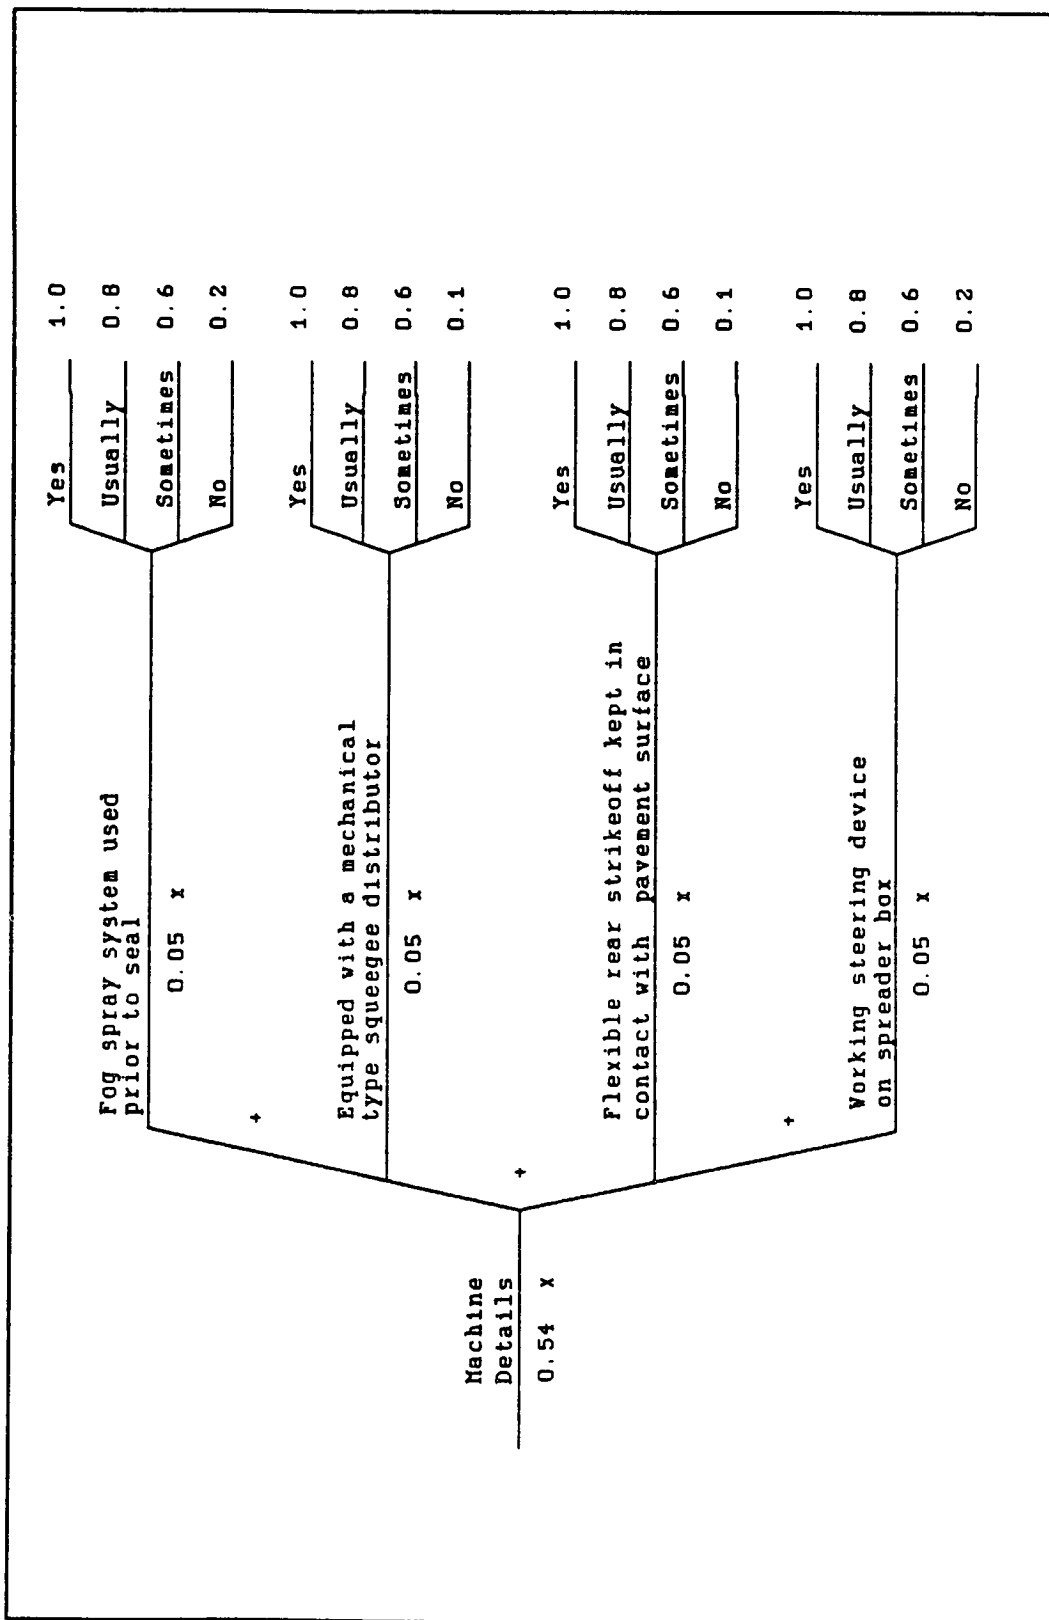 Machine
Details
0.54 x
Fog spray system used
prior to seal
0.05 x
Yes 1.0
Usually 0.8
Sometimes 0.6
No 0.2
+
Equipped with a mechanical
type squeegee distributor
0.05 x
Yes 1.0
Usually 0.8
Sometimes 0.6
No 0.1
+
Flexible rear strikeoff kept in
contact with pavement surface
0.05 x
Yes 1.0
Usually 0.8
Sometimes 0.6
No 0.1
+
Working steering device
on spreader box
0.05 x
Yes 1.0
Usually 0.8
Sometimes 0.6
No 0.2